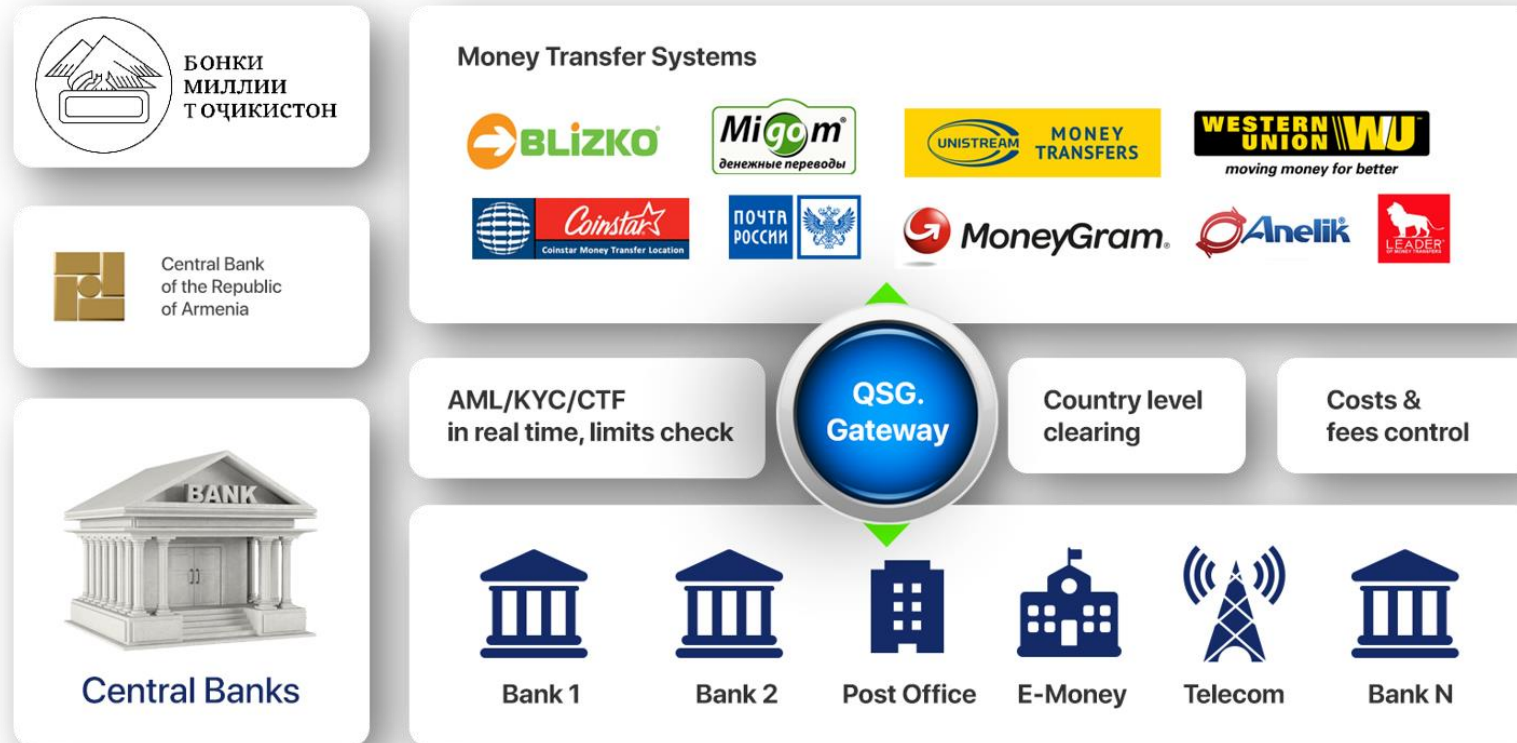 БОНКИ
МИЛЛИИ
ТОҶИКИСТОН
Central Bank
of the Republic
of Armenia
BANK
Central Banks
Money Transfer Systems
BLiZKO
Migom
денежные переводы
UNISTREAM
MONEY
TRANSFERS
WESTERN
UNION WU
moving money for better
Coinstar
Coinstar Money Transfer Location
ПОЧТА
РОССИИ
MoneyGram.
Anelik
LEADER
OF MONEY TRANSFERS
AML/KYC/CTF
in real time, limits check
QSG.
Gateway
Country level
clearing
Costs &
fees control
Bank 1
Bank 2
Post Office
E-Money
Telecom
Bank N